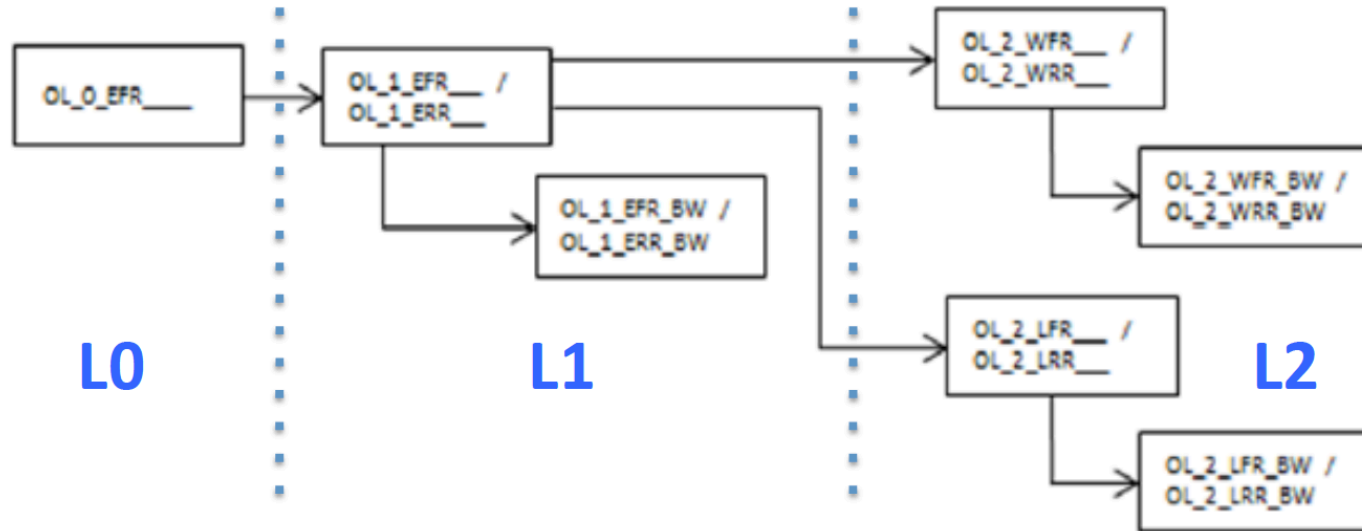 OL_0_EFR____
OL_1_EFR___ /
OL_1_ERR___
OL_1_EFR_BW /
OL_1_ERR_BW
OL_2_WFR___ /
OL_2_WRR___
OL_2_WFR_BW /
OL_2_WRR_BW
OL_2_LFR___ /
OL_2_LRR___
OL_2_LFR_BW /
OL_2_LRR_BW
L0
L1
L2